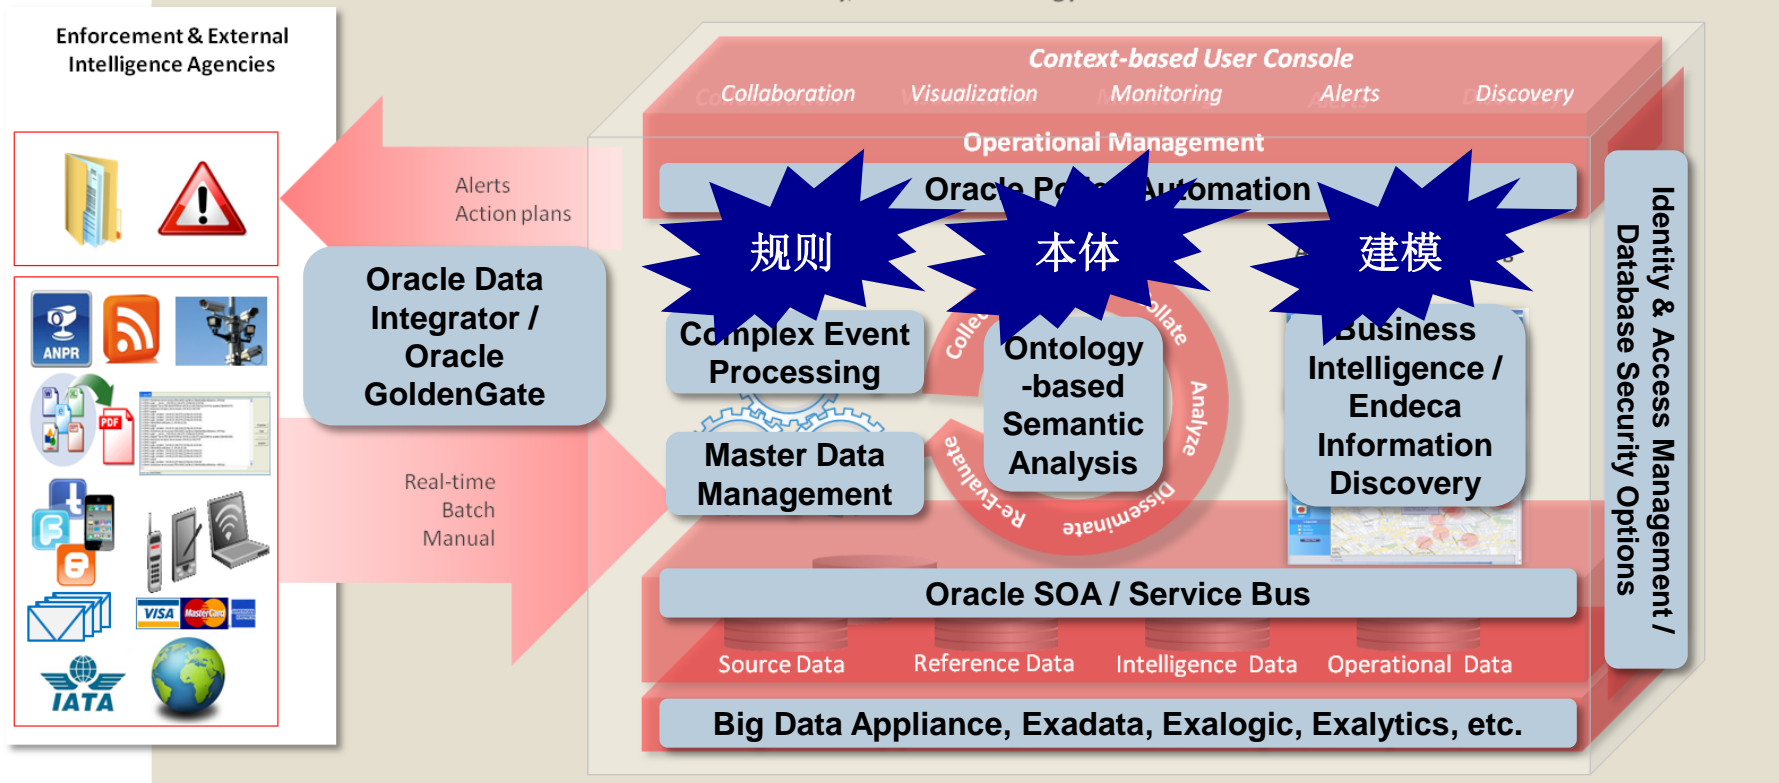 Enforcement & External
Intelligence Agencies
Context-based User Console
Collaboration
Visualization
Monitoring
Alerts
Discovery
Operational Management
Alerts
Action plans
Automation
规则
本体
建模
Oracle Data
Integrator /
Oracle
GoldenGate
Complex Event
Processing
Master Data
Management
Collate
Analyze
Disseminate
Re-Evaluate
Ontology
-based
Semantic
Analysis
Business
Intelligence /
Endeca
Information
Discovery
Identity & Access Management /
Database Security Options
ANPR
PDF
Real-time
Batch
Manual
VISA
MasterCard
IATA
Oracle SOA / Service Bus
Source Data
Reference Data
Intelligence Data
Operational Data
Big Data Appliance, Exadata, Exalogic, Exalytics, etc.